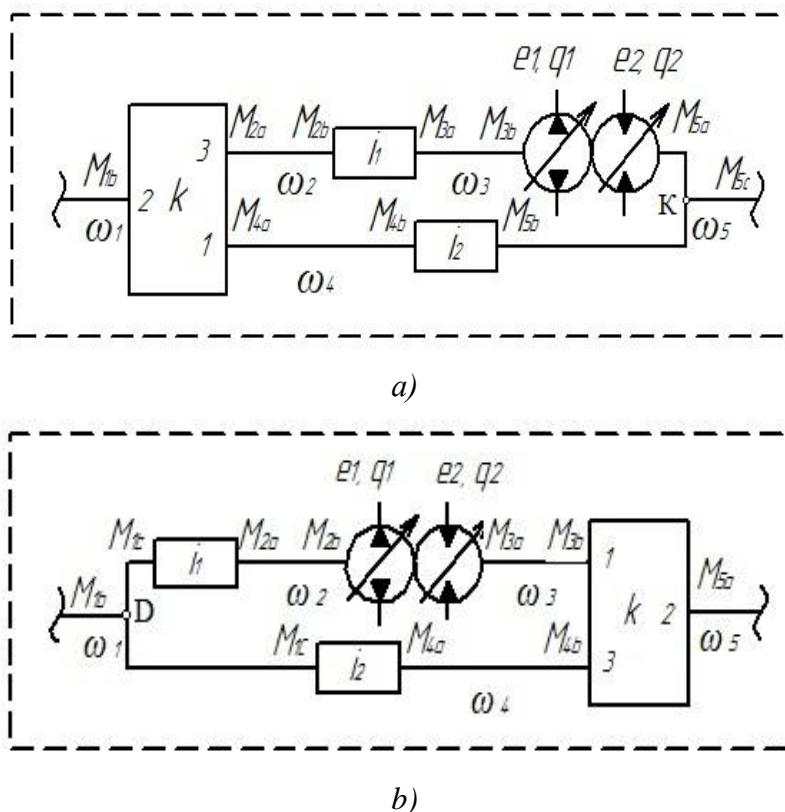 e1, q1 e2, q2
M2a M2b M3a M3b M5a
3 i1
M1b ω2 ω3 M5c
2 k K
ω1 M4a M4b M5b ω5
1 i2
ω4
a)
e1, q1 e2, q2
M1c M2a M2b M3a M3b
i1 1
M1b ω2 ω3 M5a
D k 2
ω1 M1c M4a M4b ω5
i2 3
ω4
b)